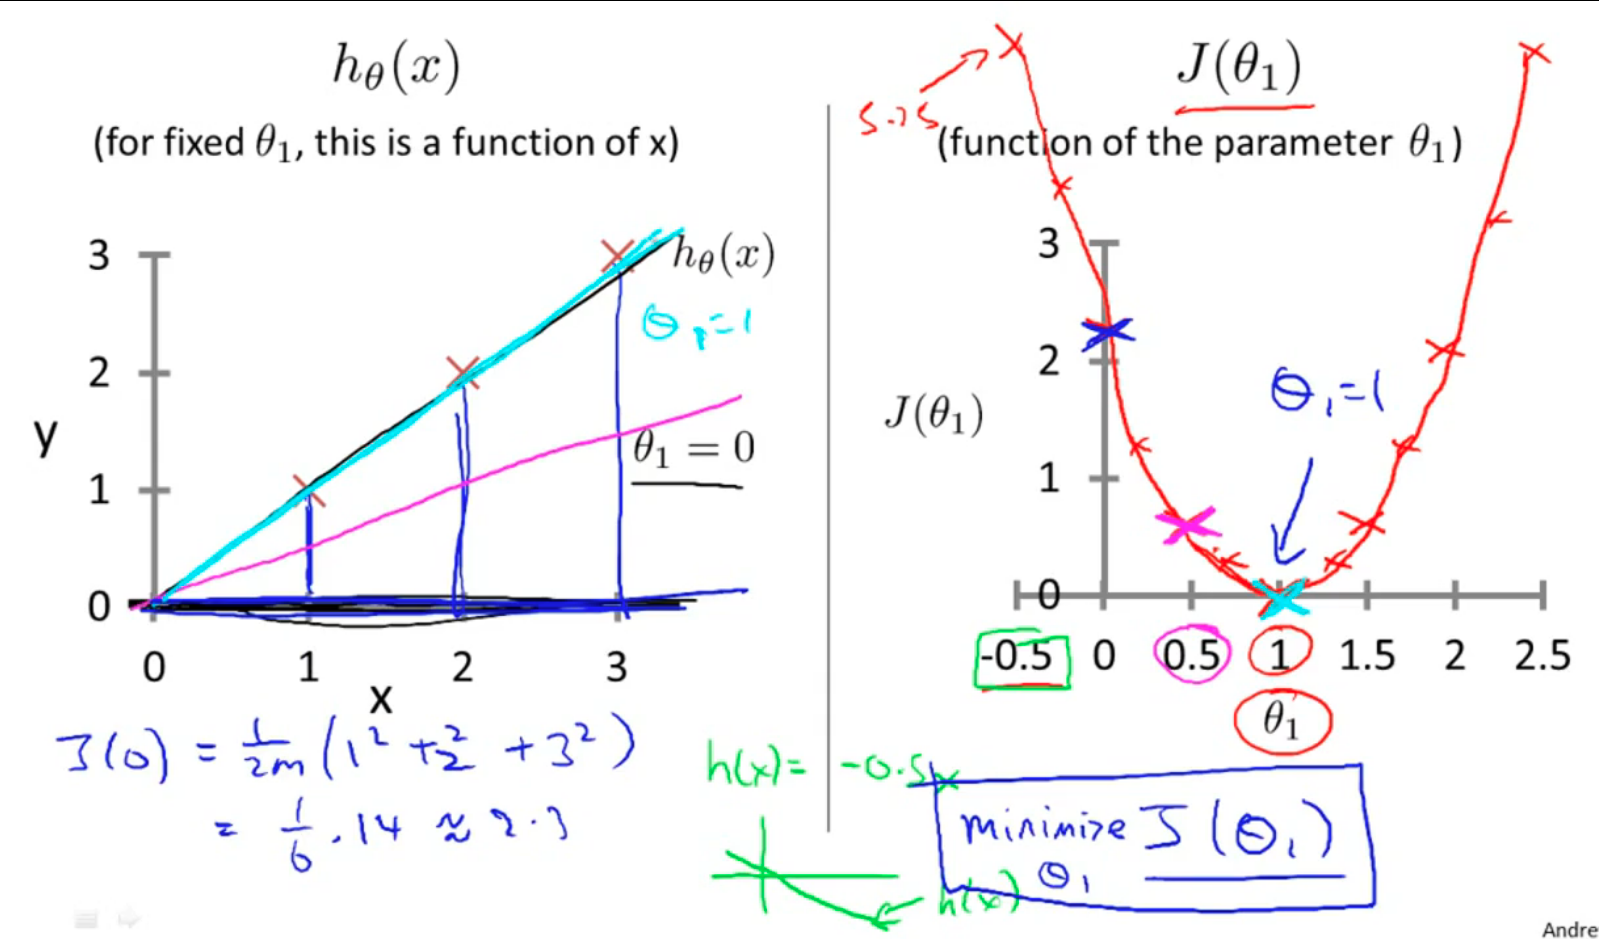 h_θ(x)
(for fixed θ₁, this is a function of x)
3
2
1
0
y
0 1 2 3
x
h_θ(x)
θ₁=1
θ₁ = 0
J(0) = 1/2m (1² + 2² + 3²)
= 1/6 · 14 ≈ 2.3
h(x) = -0.5x
h(x)
J(θ₁)
5.25
(function of the parameter θ₁)
3
2
1
0
J(θ₁)
θ₁=1
-0.5 0 0.5 1 1.5 2 2.5
θ₁
minimize J(θ₁)
θ₁
Andre